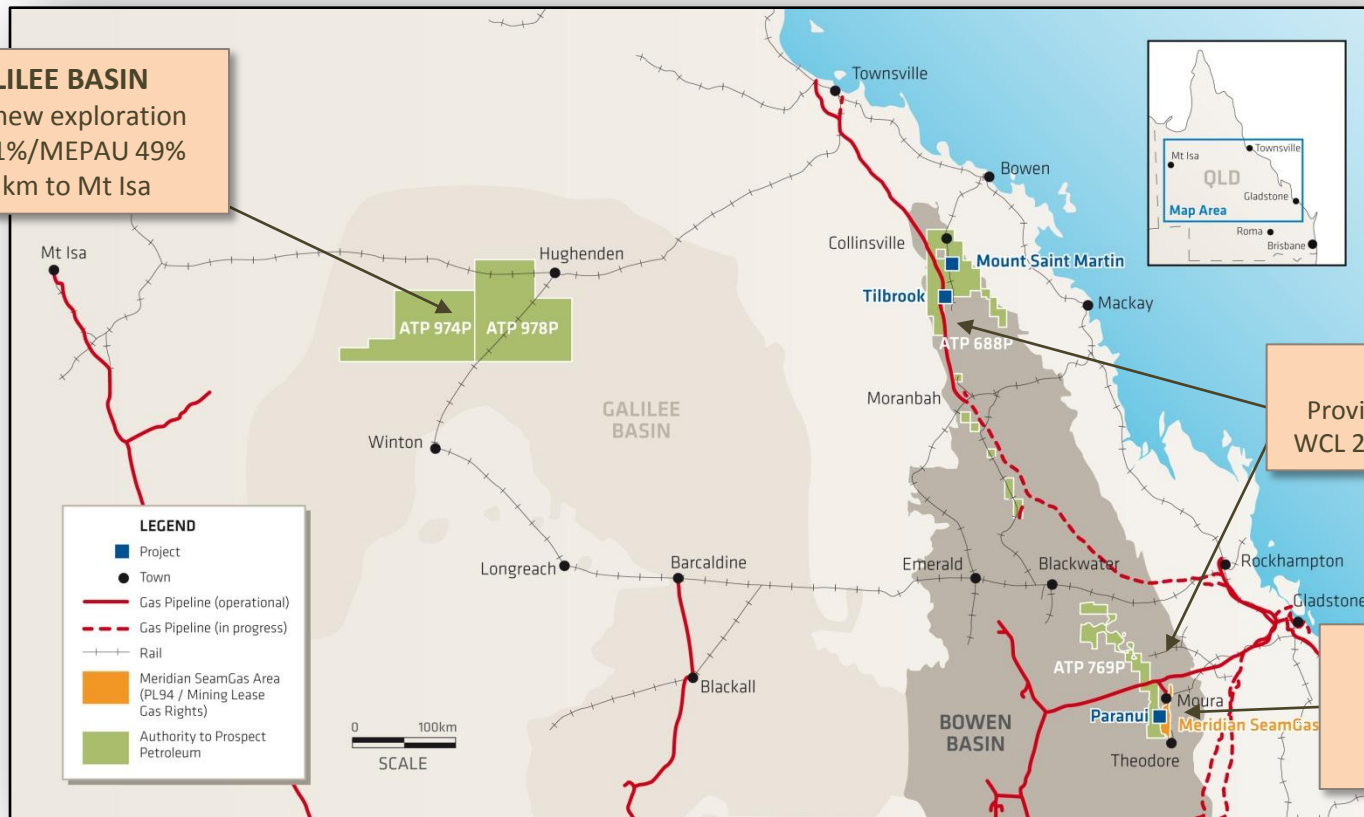 LILEE BASIN
new exploration
1%/MEPAU 49%
km to Mt Isa
Townsville
Bowen
Collinsville
Mount Saint Martin
Tilbrook
Mackay
ATP 688P
Mt Isa
Hughenden
ATP 974P
ATP 978P
Moranbah
GALILEE
BASIN
Winton
Mt Isa
Townsville
QLD
Gladstone
Map Area
Roma
Brisbane
Provi
WCL 2
LEGEND
Project
Town
Gas Pipeline (operational)
Gas Pipeline (in progress)
Rail
Meridian SeamGas Area
(PL94 / Mining Lease
Gas Rights)
Authority to Prospect
Petroleum
Longreach
Barcaldine
Emerald
Blackwater
Rockhampton
Gladstone
ATP 769P
Blackall
Moura
Paranui
Meridian SeamGas
BOWEN
BASIN
Theodore
0 100km
SCALE